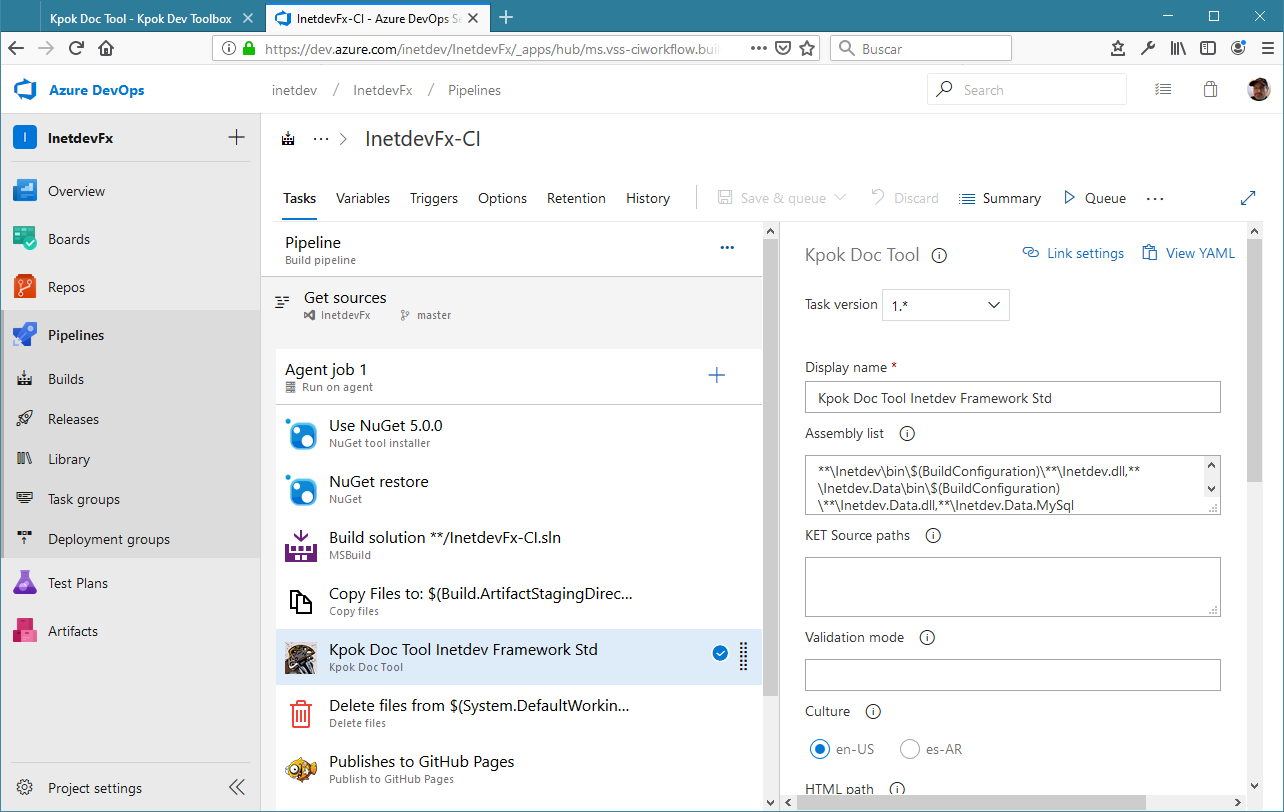 Kpok Doc Tool - Kpok Dev Toolbox
InetdevFx-CI - Azure DevOps Se
https://dev.azure.com/inetdev/InetdevFx/_apps/hub/ms.vss-ciworkflow.bui
Buscar
Azure DevOps
inetdev / InetdevFx / Pipelines
Search
I
InetdevFx
Overview
Boards
Repos
Pipelines
Builds
Releases
Library
Task groups
Deployment groups
Test Plans
Artifacts
Project settings
InetdevFx-CI
Tasks Variables Triggers Options Retention History
Save & queue Discard Summary Queue
Pipeline
Build pipeline
Get sources
InetdevFx master
Agent job 1
Run on agent
Use NuGet 5.0.0
NuGet tool installer
NuGet restore
NuGet
Build solution **/InetdevFx-CI.sln
MSBuild
Copy Files to: $(Build.ArtifactStagingDirec...
Copy files
Kpok Doc Tool Inetdev Framework Std
Kpok Doc Tool
Delete files from $(System.DefaultWorkin...
Delete files
Publishes to GitHub Pages
Publish to GitHub Pages
Kpok Doc Tool
Link settings
View YAML
Task version 1.*
Display name *
Kpok Doc Tool Inetdev Framework Std
Assembly list
**\Inetdev\bin\$(BuildConfiguration)\**\Inetdev.dll,**
\Inetdev.Data\bin\$(BuildConfiguration)
\**\Inetdev.Data.dll,**\Inetdev.Data.MySql
KET Source paths
Validation mode
Culture
en-US es-AR
HTML path